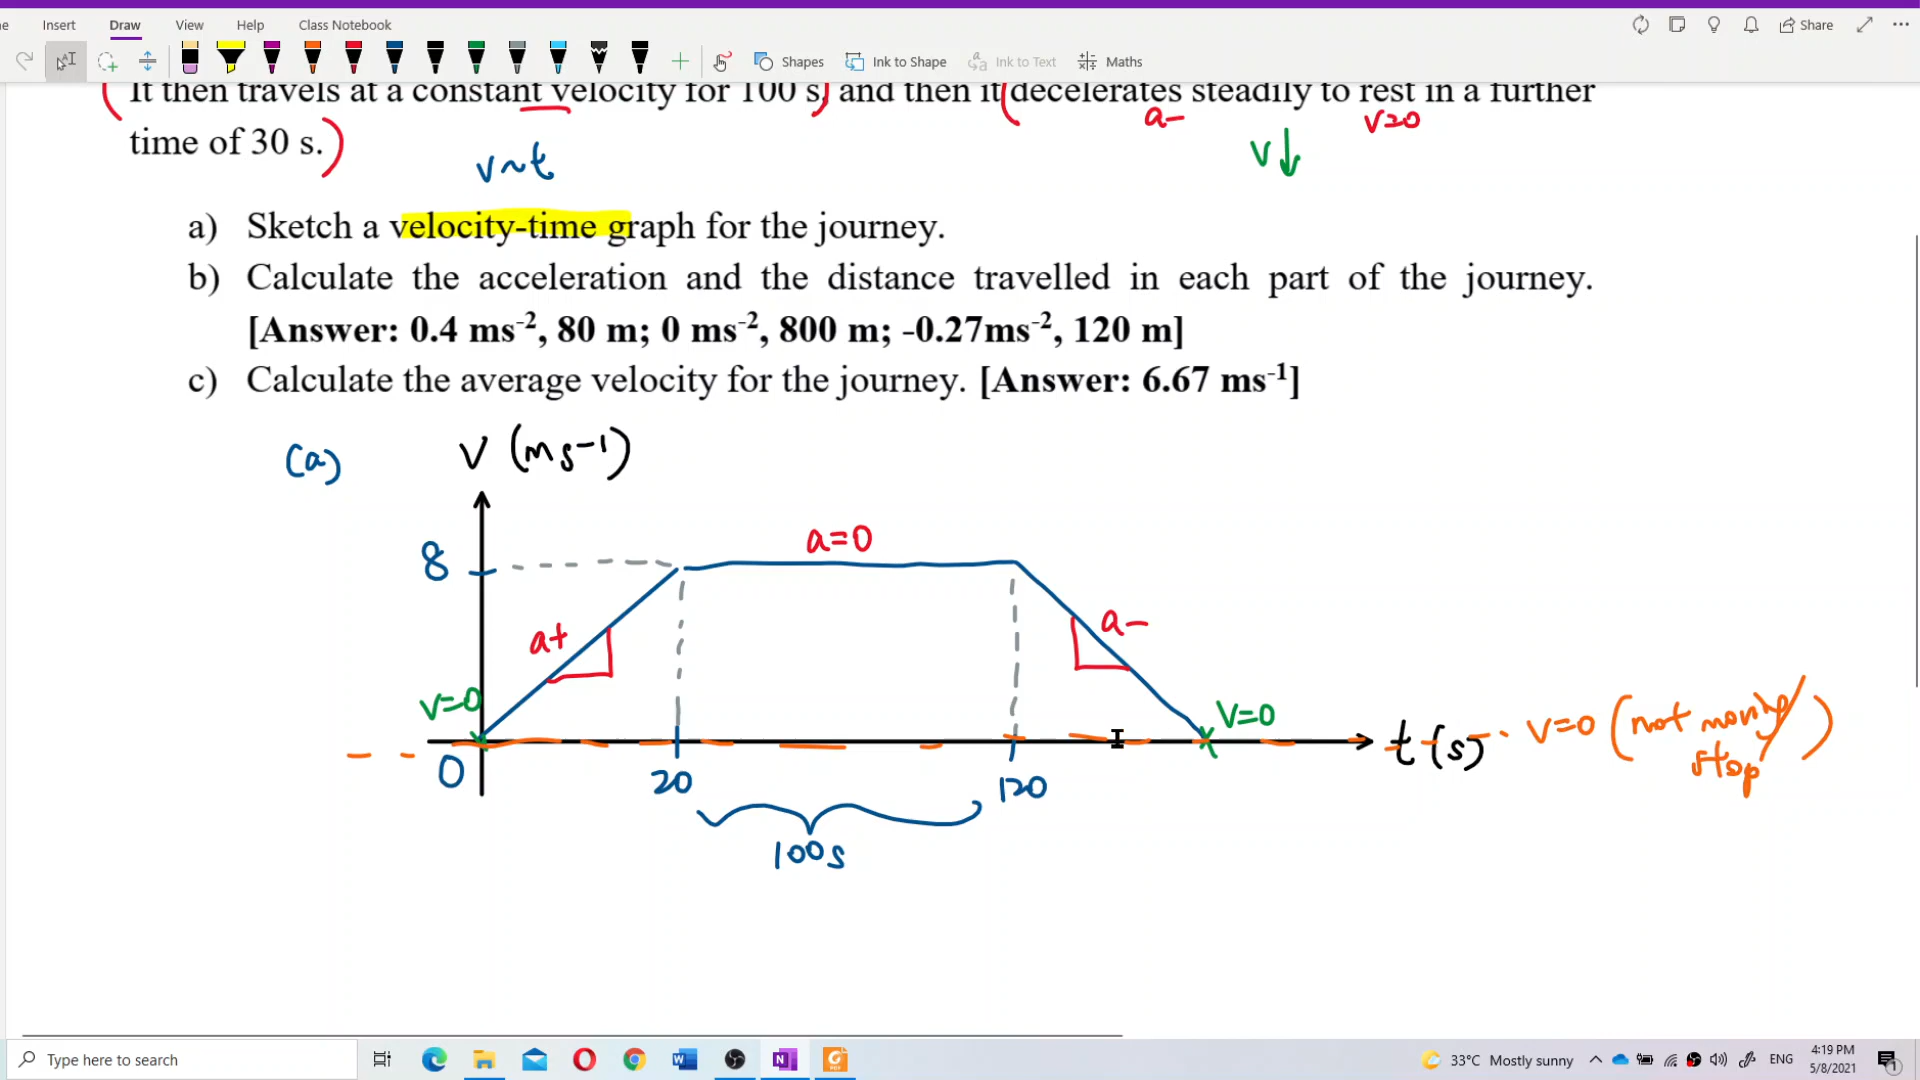 Insert Draw View Help Class Notebook Share
Shapes Ink to Shape Ink to Text Maths
It then travels at a constant velocity for 100 s, and then it decelerates steadily to rest in a further
a- v=0
time of 30 s.
v~t v↓
a) Sketch a velocity-time graph for the journey.
b) Calculate the acceleration and the distance travelled in each part of the journey.
[Answer: 0.4 ms⁻², 80 m; 0 ms⁻², 800 m; -0.27ms⁻², 120 m]
c) Calculate the average velocity for the journey. [Answer: 6.67 ms⁻¹]
(a) v (ms⁻¹)
8 a=0
a+ a-
v=0 v=0
t (s) v=0 (not moving/
stop)
0 20 120
100s
Type here to search 33°C Mostly sunny ENG 4:19 PM
5/8/2021